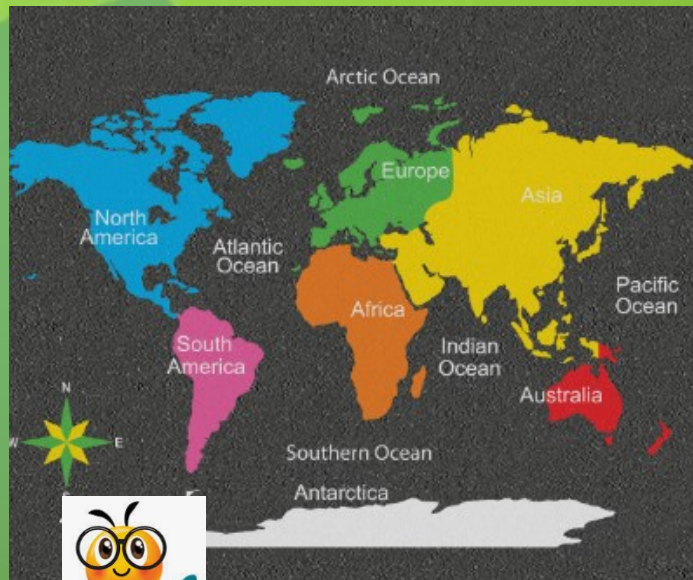 Arctic Ocean
Europe
Asia
North
America
Atlantic
Ocean
Pacific
Ocean
Africa
South
America
Indian
Ocean
Australia
N
W
E
Southern Ocean
Antarctica